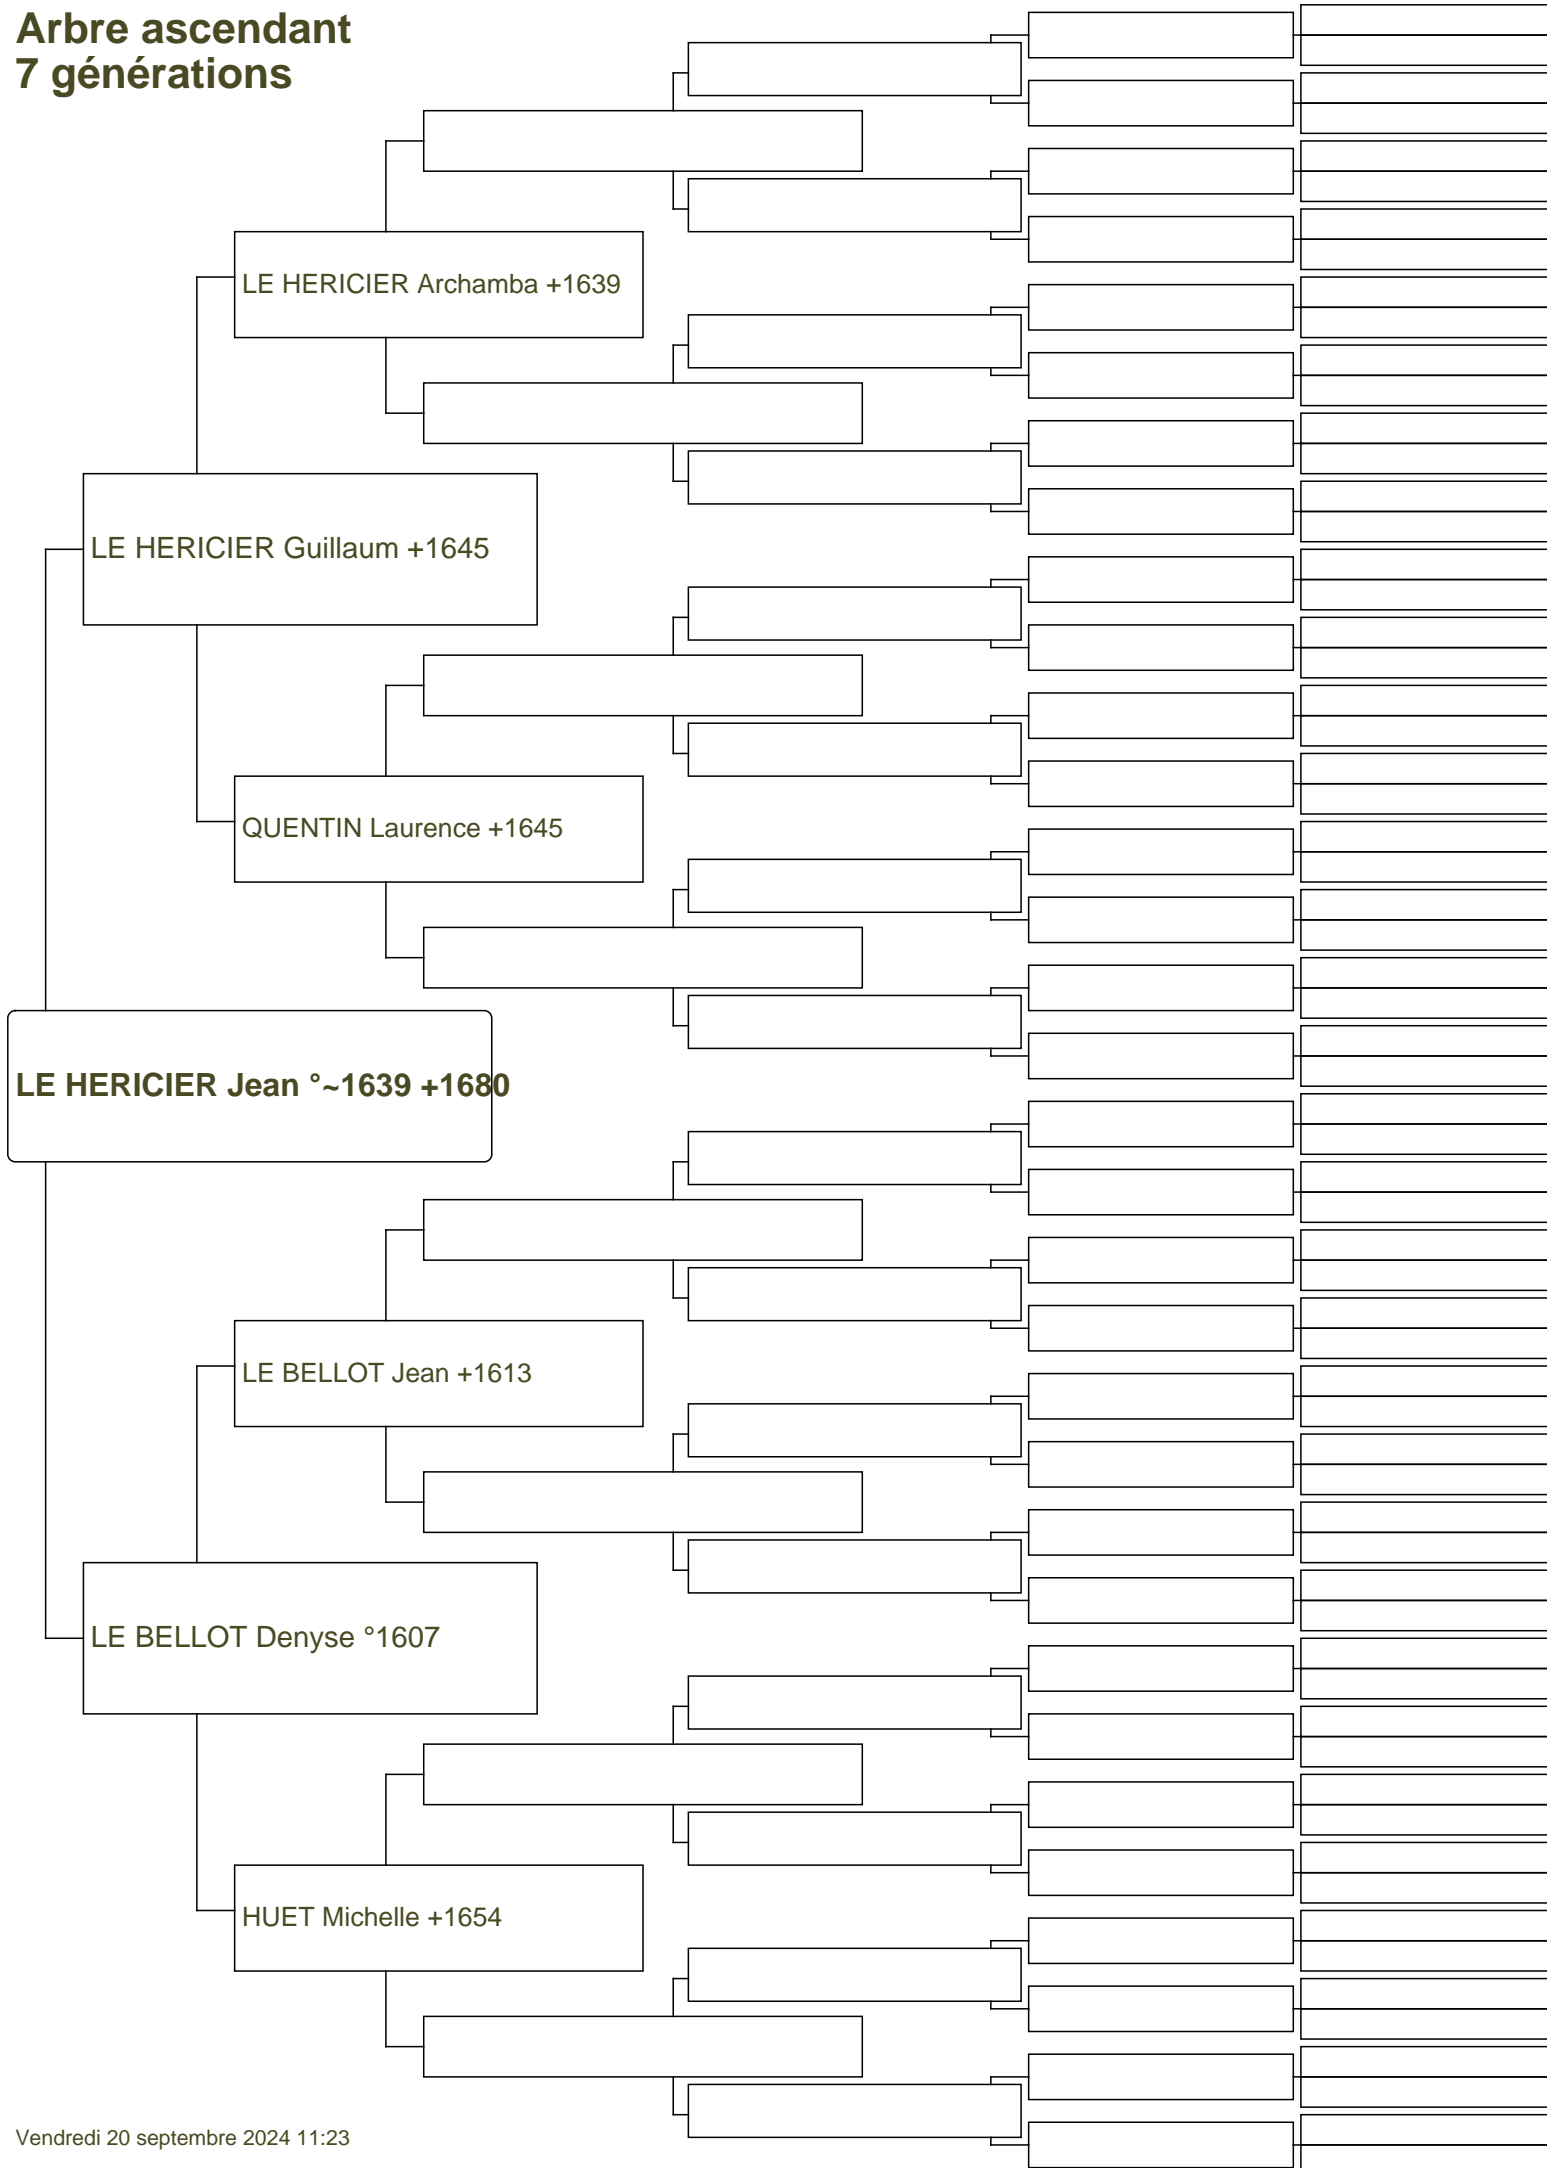 Arbre ascendant
7 générations
LE HERICIER Archamba +1639
LE HERICIER Guillaum +1645
QUENTIN Laurence +1645
LE HERICIER Jean °~1639 +1680
LE BELLOT Jean +1613
LE BELLOT Denyse °1607
HUET Michelle +1654
Vendredi 20 septembre 2024 11:23